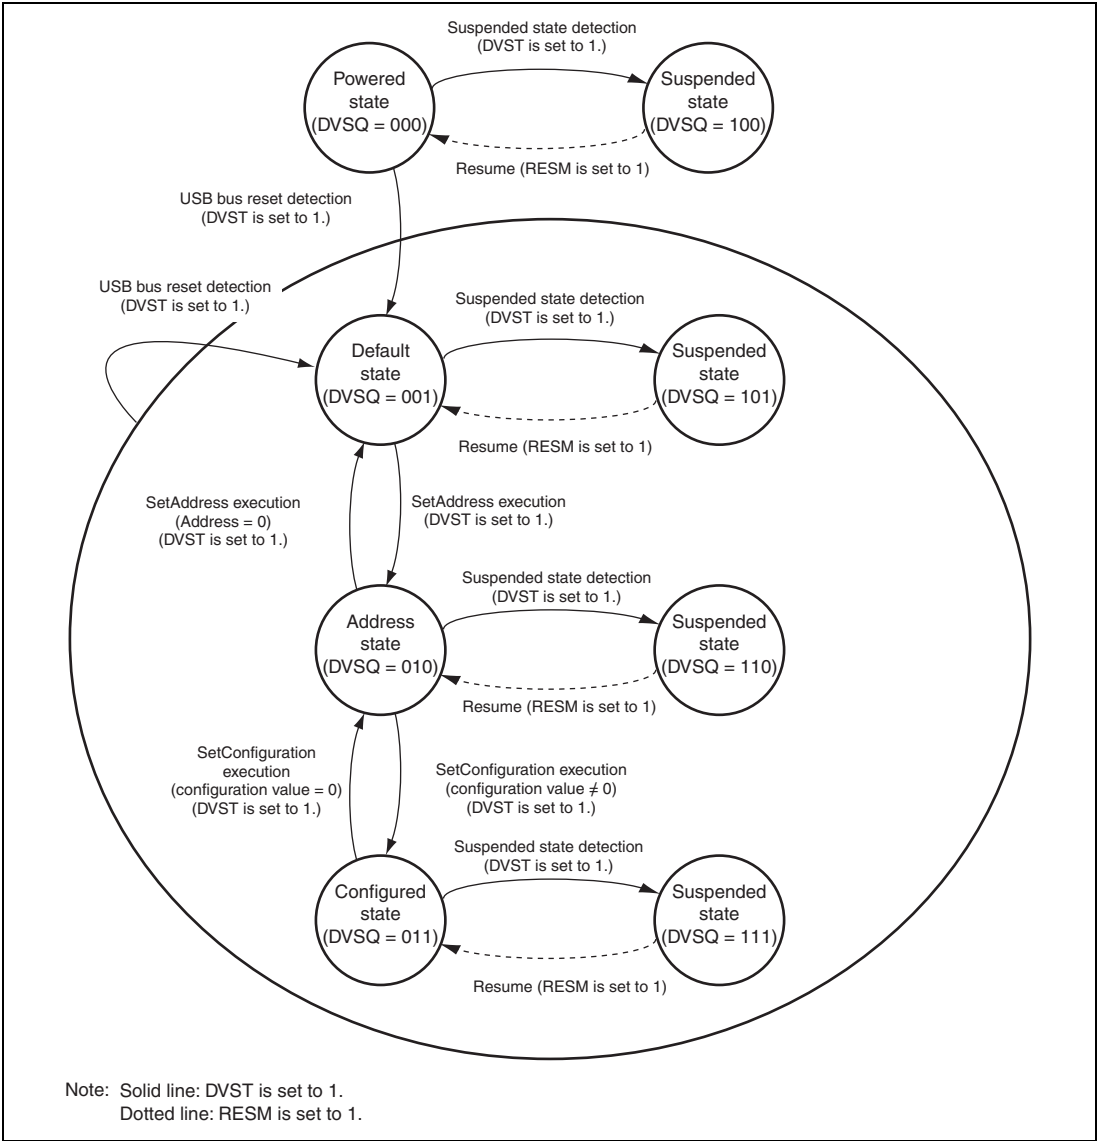 Suspended state detection
(DVST is set to 1.)
Powered
state
(DVSQ = 000)
Suspended
state
(DVSQ = 100)
Resume (RESM is set to 1)
USB bus reset detection
(DVST is set to 1.)
USB bus reset detection
(DVST is set to 1.)
Suspended state detection
(DVST is set to 1.)
Default
state
(DVSQ = 001)
Suspended
state
(DVSQ = 101)
Resume (RESM is set to 1)
SetAddress execution
(Address = 0)
(DVST is set to 1.)
SetAddress execution
(DVST is set to 1.)
Suspended state detection
(DVST is set to 1.)
Address
state
(DVSQ = 010)
Suspended
state
(DVSQ = 110)
Resume (RESM is set to 1)
SetConfiguration
execution
(configuration value = 0)
(DVST is set to 1.)
SetConfiguration execution
(configuration value ≠ 0)
(DVST is set to 1.)
Suspended state detection
(DVST is set to 1.)
Configured
state
(DVSQ = 011)
Suspended
state
(DVSQ = 111)
Resume (RESM is set to 1)
Note: Solid line: DVST is set to 1.
Dotted line: RESM is set to 1.